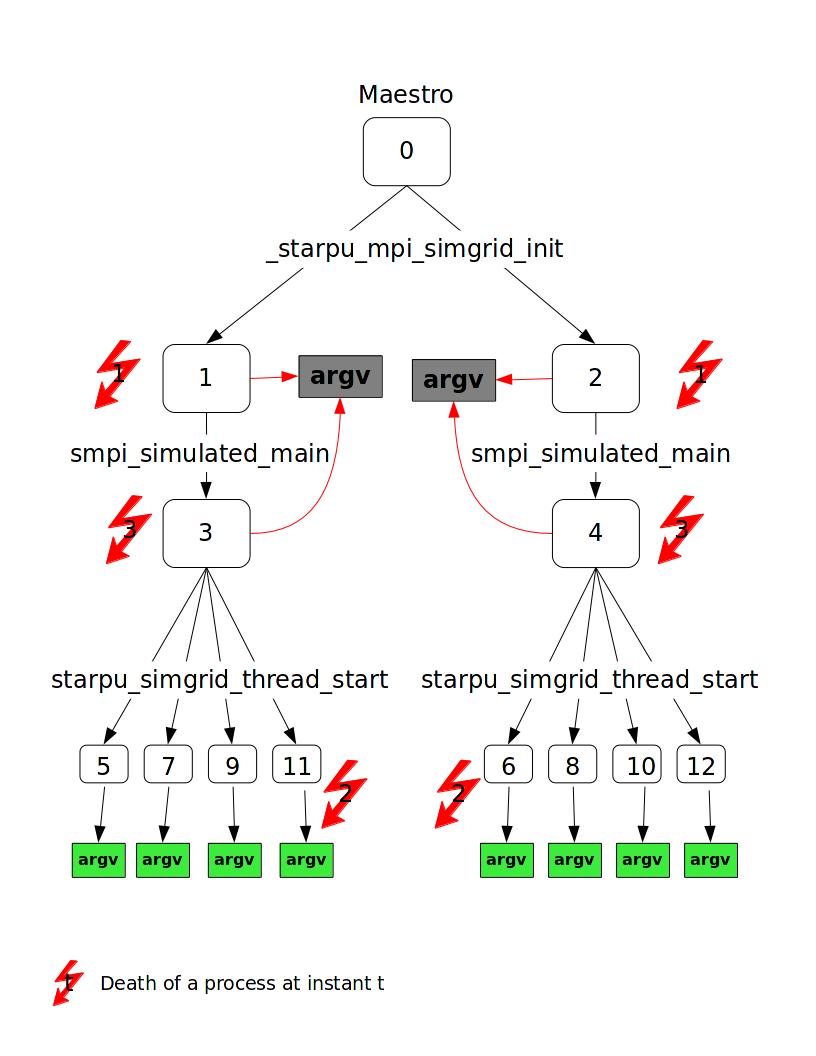 Maestro
0
_starpu_mpi_simgrid_init
1 1 argv argv 2 1
smpi_simulated_main smpi_simulated_main
3 3 4 3
starpu_simgrid_thread_start starpu_simgrid_thread_start
5 7 9 11 6 8 10 12
2 2
argv argv argv argv argv argv argv argv
t Death of a process at instant t